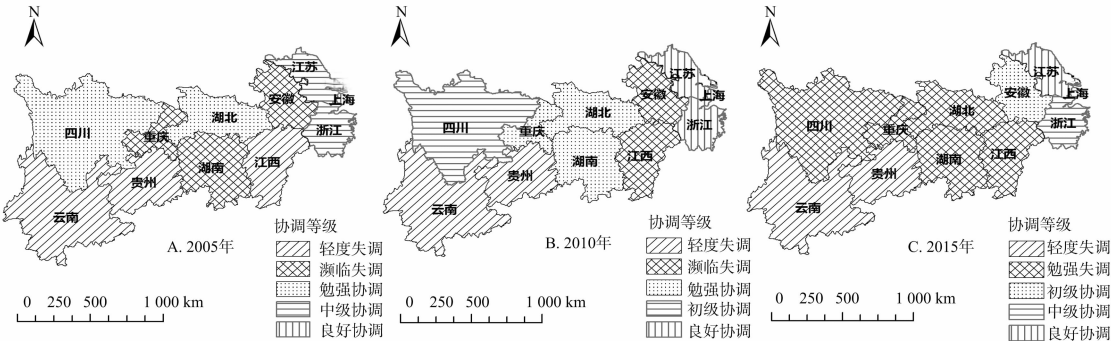 N
江苏
安徽
上海
湖北
四川
重庆
浙江
湖南
江西
贵州
云南
协调等级
A. 2005年
轻度失调
濒临失调
勉强协调
中级协调
良好协调
0 250 500 1 000 km
N
江苏
安徽
上海
湖北
四川
重庆
浙江
湖南
江西
贵州
云南
协调等级
B. 2010年
轻度失调
濒临失调
勉强协调
初级协调
良好协调
0 250 500 1 000 km
N
江苏
安徽
上海
湖北
四川
重庆
浙江
湖南
江西
贵州
云南
协调等级
C. 2015年
轻度失调
勉强失调
初级协调
中级协调
良好协调
0 250 500 1 000 km